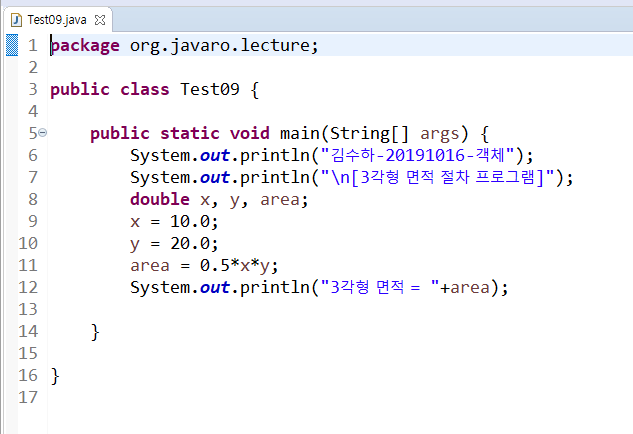 Test09.java
1 package org.javaro.lecture;
2
3 public class Test09 {
4
5 public static void main(String[] args) {
6 System.out.println("김수하-20191016-객체");
7 System.out.println("\n[3각형 면적 절차 프로그램]");
8 double x, y, area;
9 x = 10.0;
10 y = 20.0;
11 area = 0.5*x*y;
12 System.out.println("3각형 면적 = "+area);
13
14 }
15
16 }
17